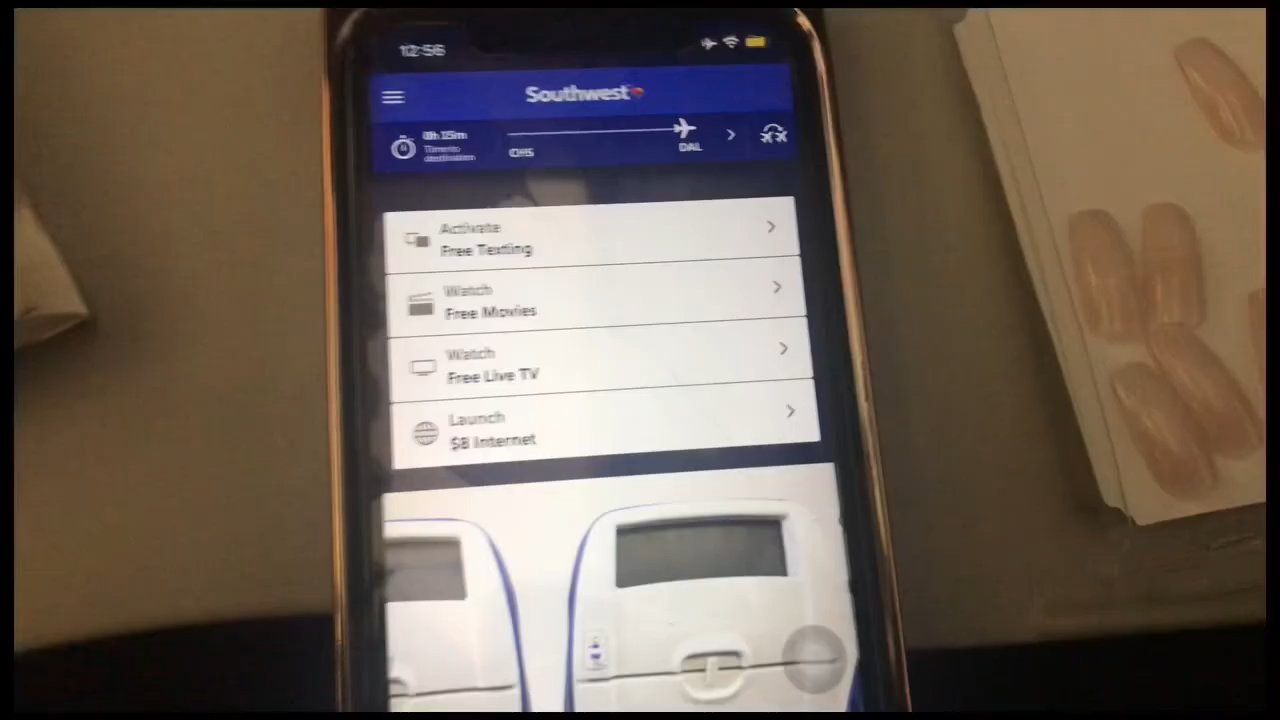 12:56
Southwest
0h 15m
Time to
destination
CHS
DAL
Activate
Free Texting
Watch
Free Movies
Watch
Free Live TV
Launch
$8 Internet